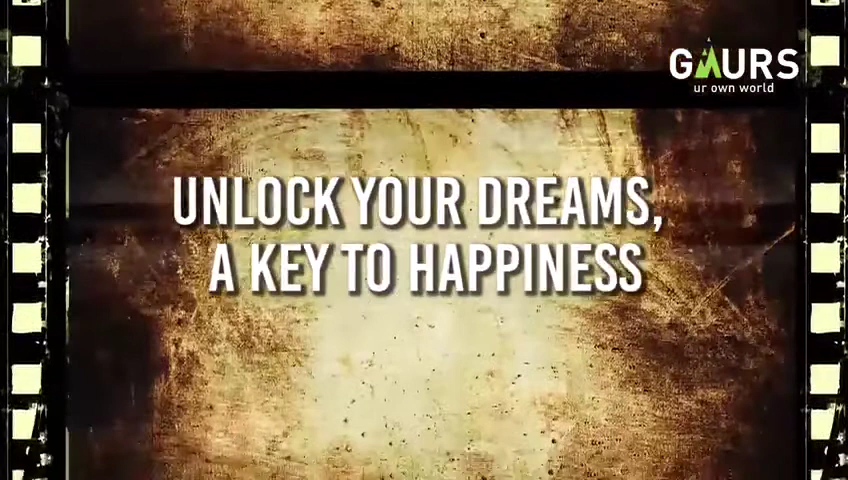 GAURS
ur own world
UNLOCK YOUR DREAMS,
A KEY TO HAPPINESS